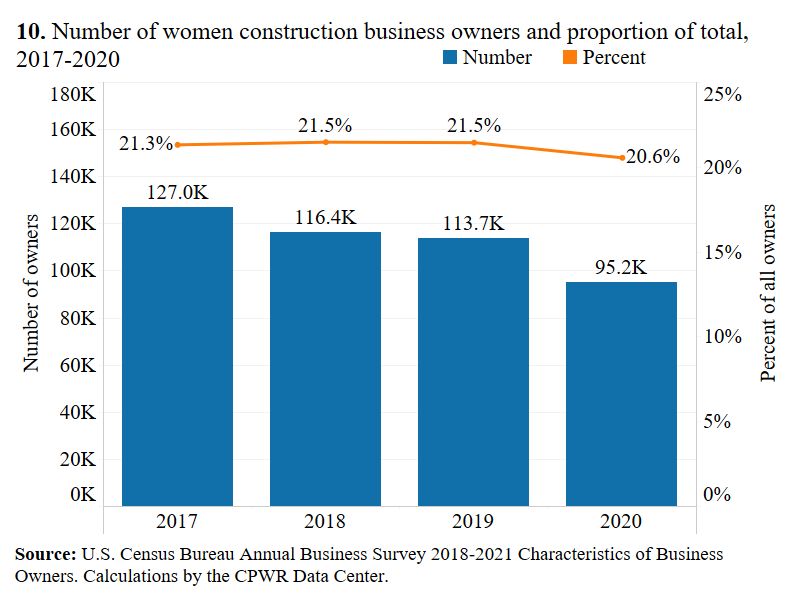 10. Number of women construction business owners and proportion of total,
2017-2020
Number Percent
180K
160K
140K
120K
100K
80K
60K
40K
20K
0K
Number of owners
21.3%
21.5%
21.5%
20.6%
127.0K
116.4K
113.7K
95.2K
25%
20%
15%
10%
5%
0%
Percent of all owners
2017 2018 2019 2020
Source: U.S. Census Bureau Annual Business Survey 2018-2021 Characteristics of Business
Owners. Calculations by the CPWR Data Center.